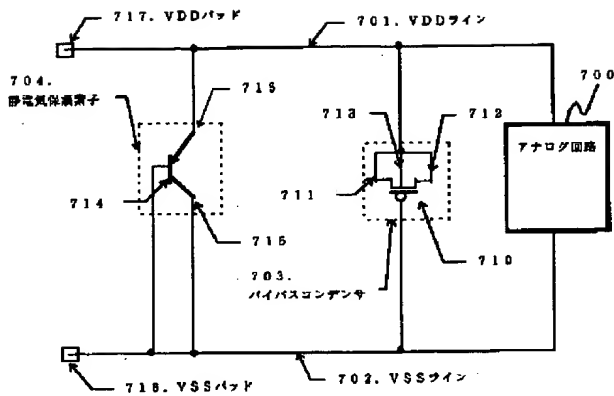 717. VDDパッド
701. VDDライン
704.
静電気保護素子
715
713
712
700
アナログ回路
711
714
716
710
703.
バイパスコンデンサ
718. VSSパッド
702. VSSライン